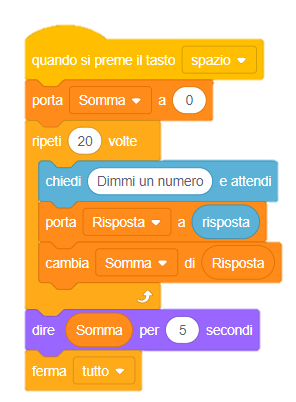 quando si preme il tasto spazio
porta Somma a 0
ripeti 20 volte
chiedi Dimmi un numero e attendi
porta Risposta a risposta
cambia Somma di Risposta
dire Somma per 5 secondi
ferma tutto